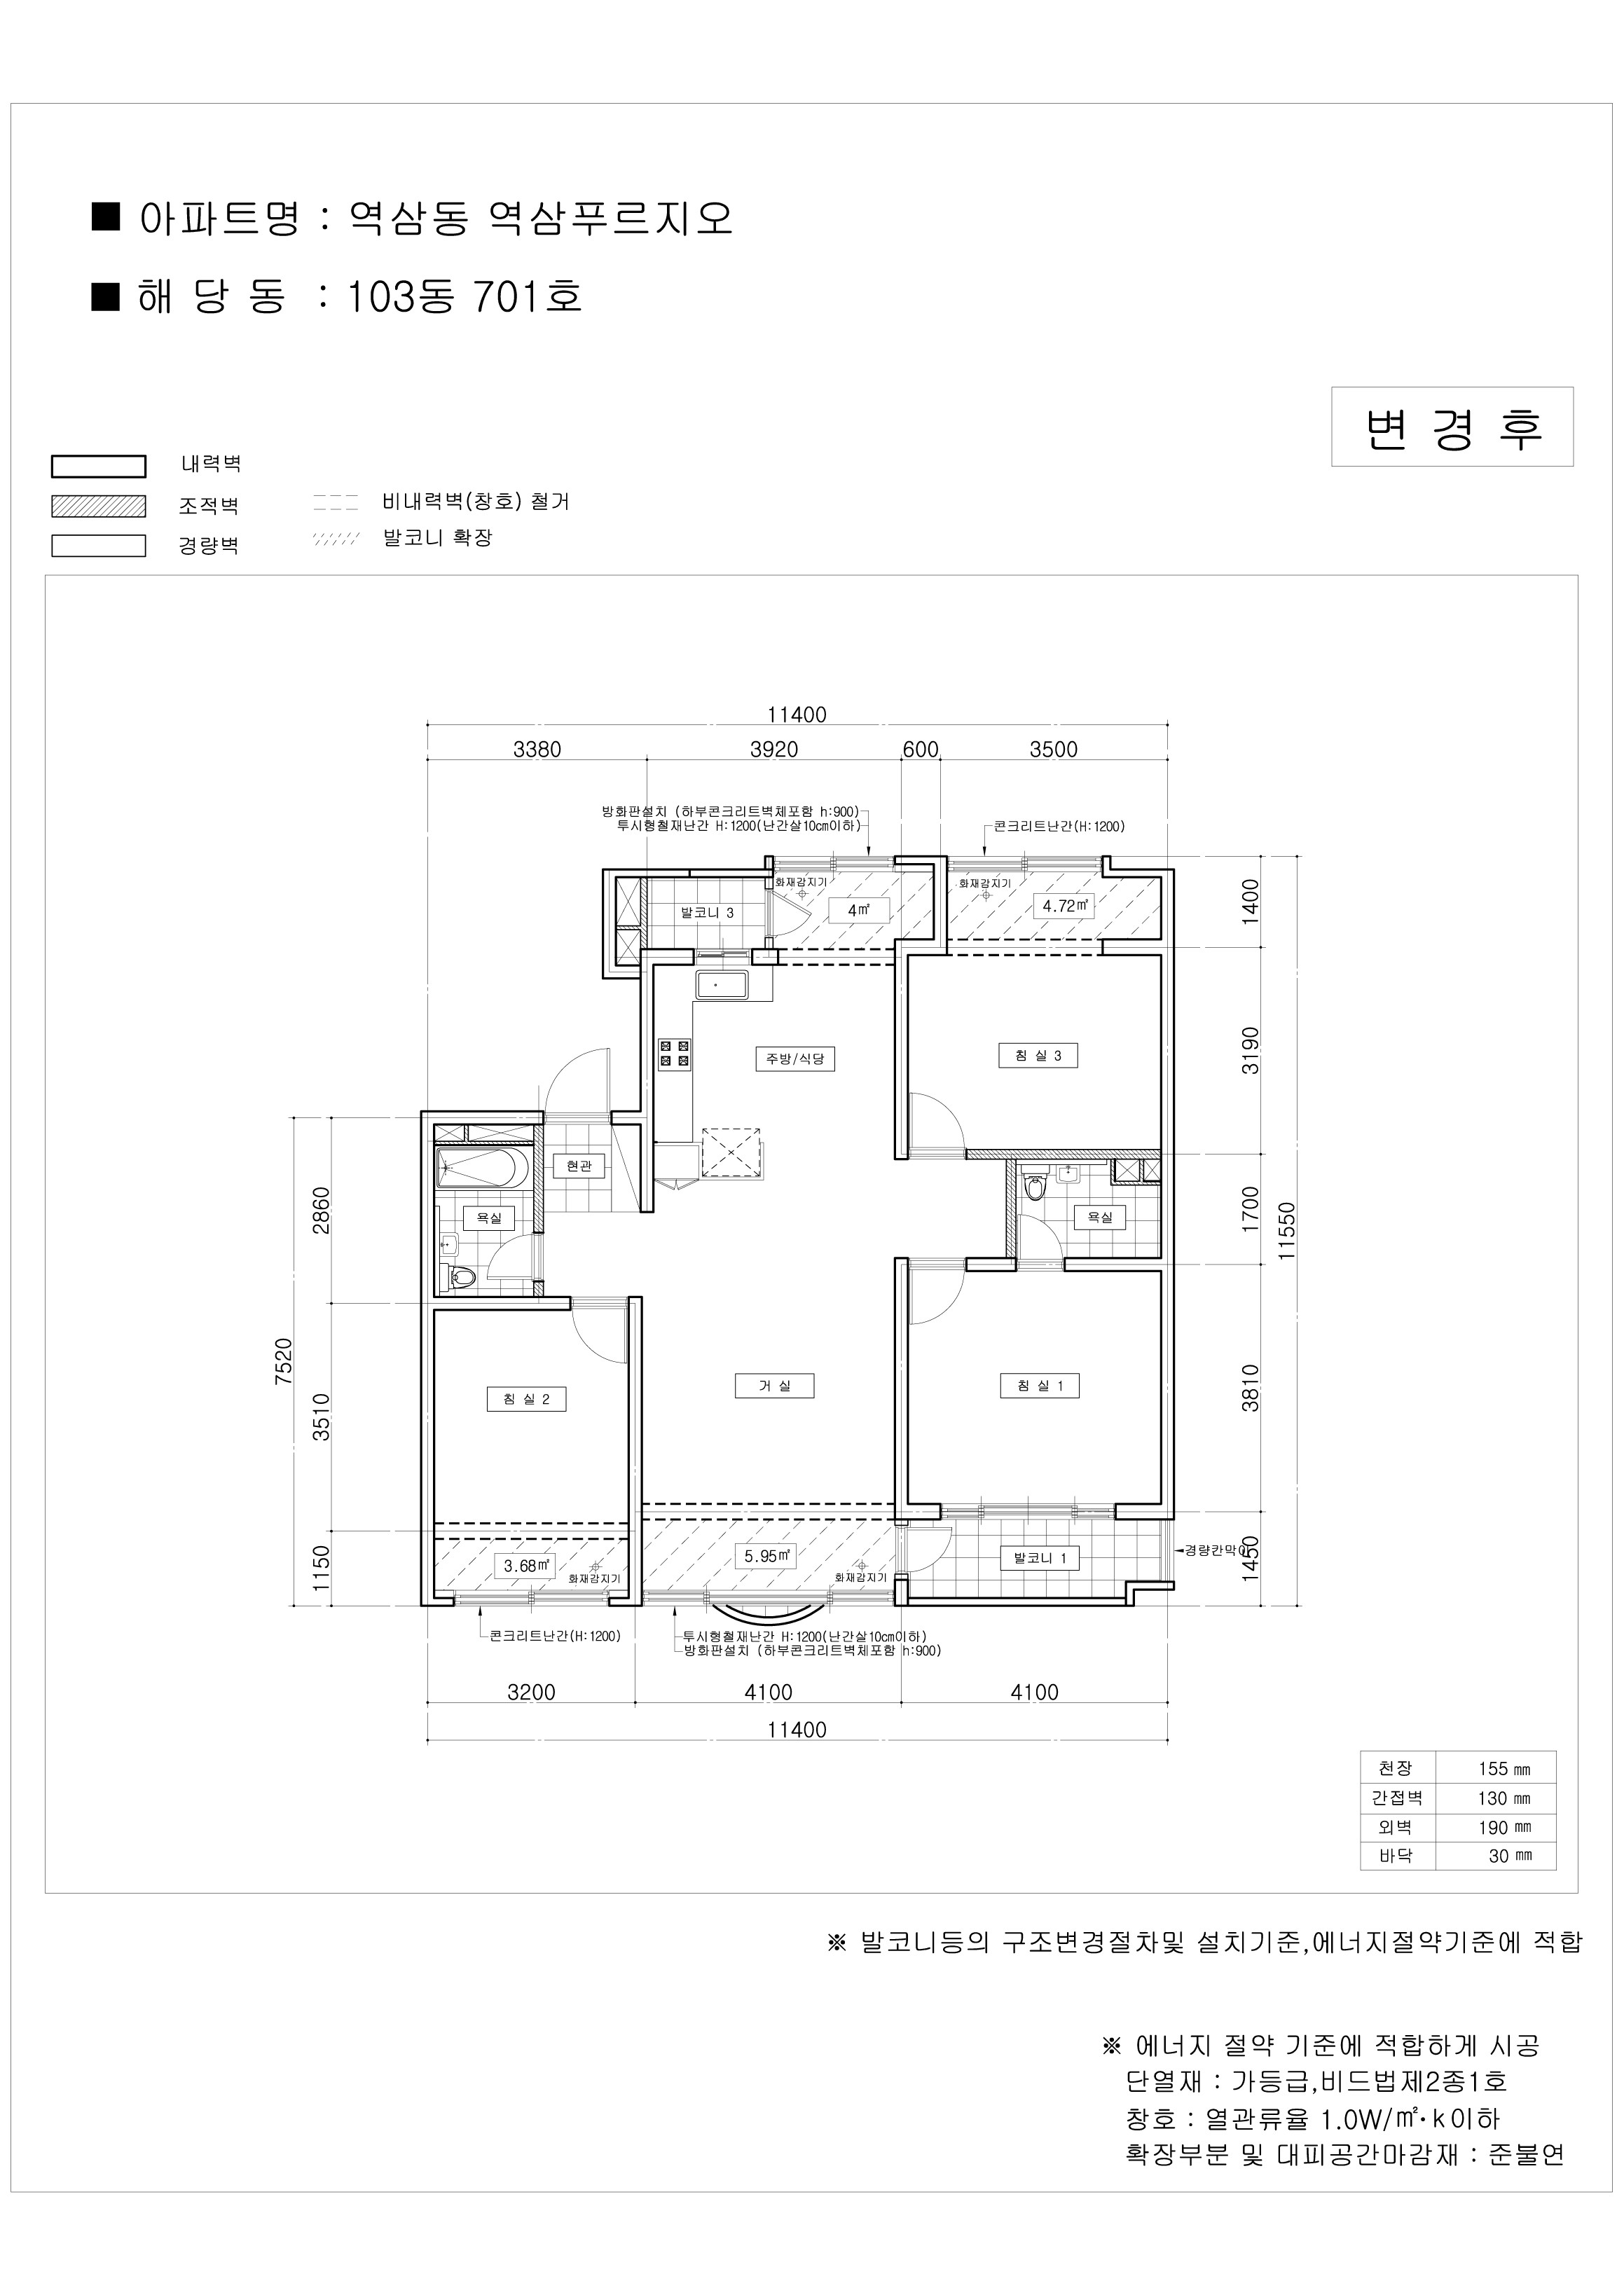 ■ 아파트명 : 역삼동 역삼푸르지오
■ 해 당 동 : 103동 701호
변 경 후
내력벽
조적벽
경량벽
비내력벽(창호) 철거
발코니 확장
11400
3380
3920
600
3500
방화판설치 (하부콘크리트벽체포함 h:900)
투시형철재난간 H:1200(난간살10cm이하)
콘크리트난간(H:1200)
화재감지기
화재감지기
발코니 3
4㎡
4.72㎡
1400
주방/식당
침 실 3
3190
현관
욕실
욕실
2860
1700
11550
7520
침 실 2
거 실
침 실 1
3510
3810
3.68㎡
화재감지기
5.95㎡
화재감지기
발코니 1
경량칸막이
1150
1450
콘크리트난간(H:1200)
투시형철재난간 H:1200(난간살10cm이하)
방화판설치 (하부콘크리트벽체포함 h:900)
3200
4100
4100
11400
천장 155 ㎜
간접벽 130 ㎜
외벽 190 ㎜
바닥 30 ㎜
※ 발코니등의 구조변경절차및 설치기준,에너지절약기준에 적합
※ 에너지 절약 기준에 적합하게 시공
단열재 : 가등급,비드법제2종1호
창호 : 열관류율 1.0W/㎡·k이하
확장부분 및 대피공간마감재 : 준불연